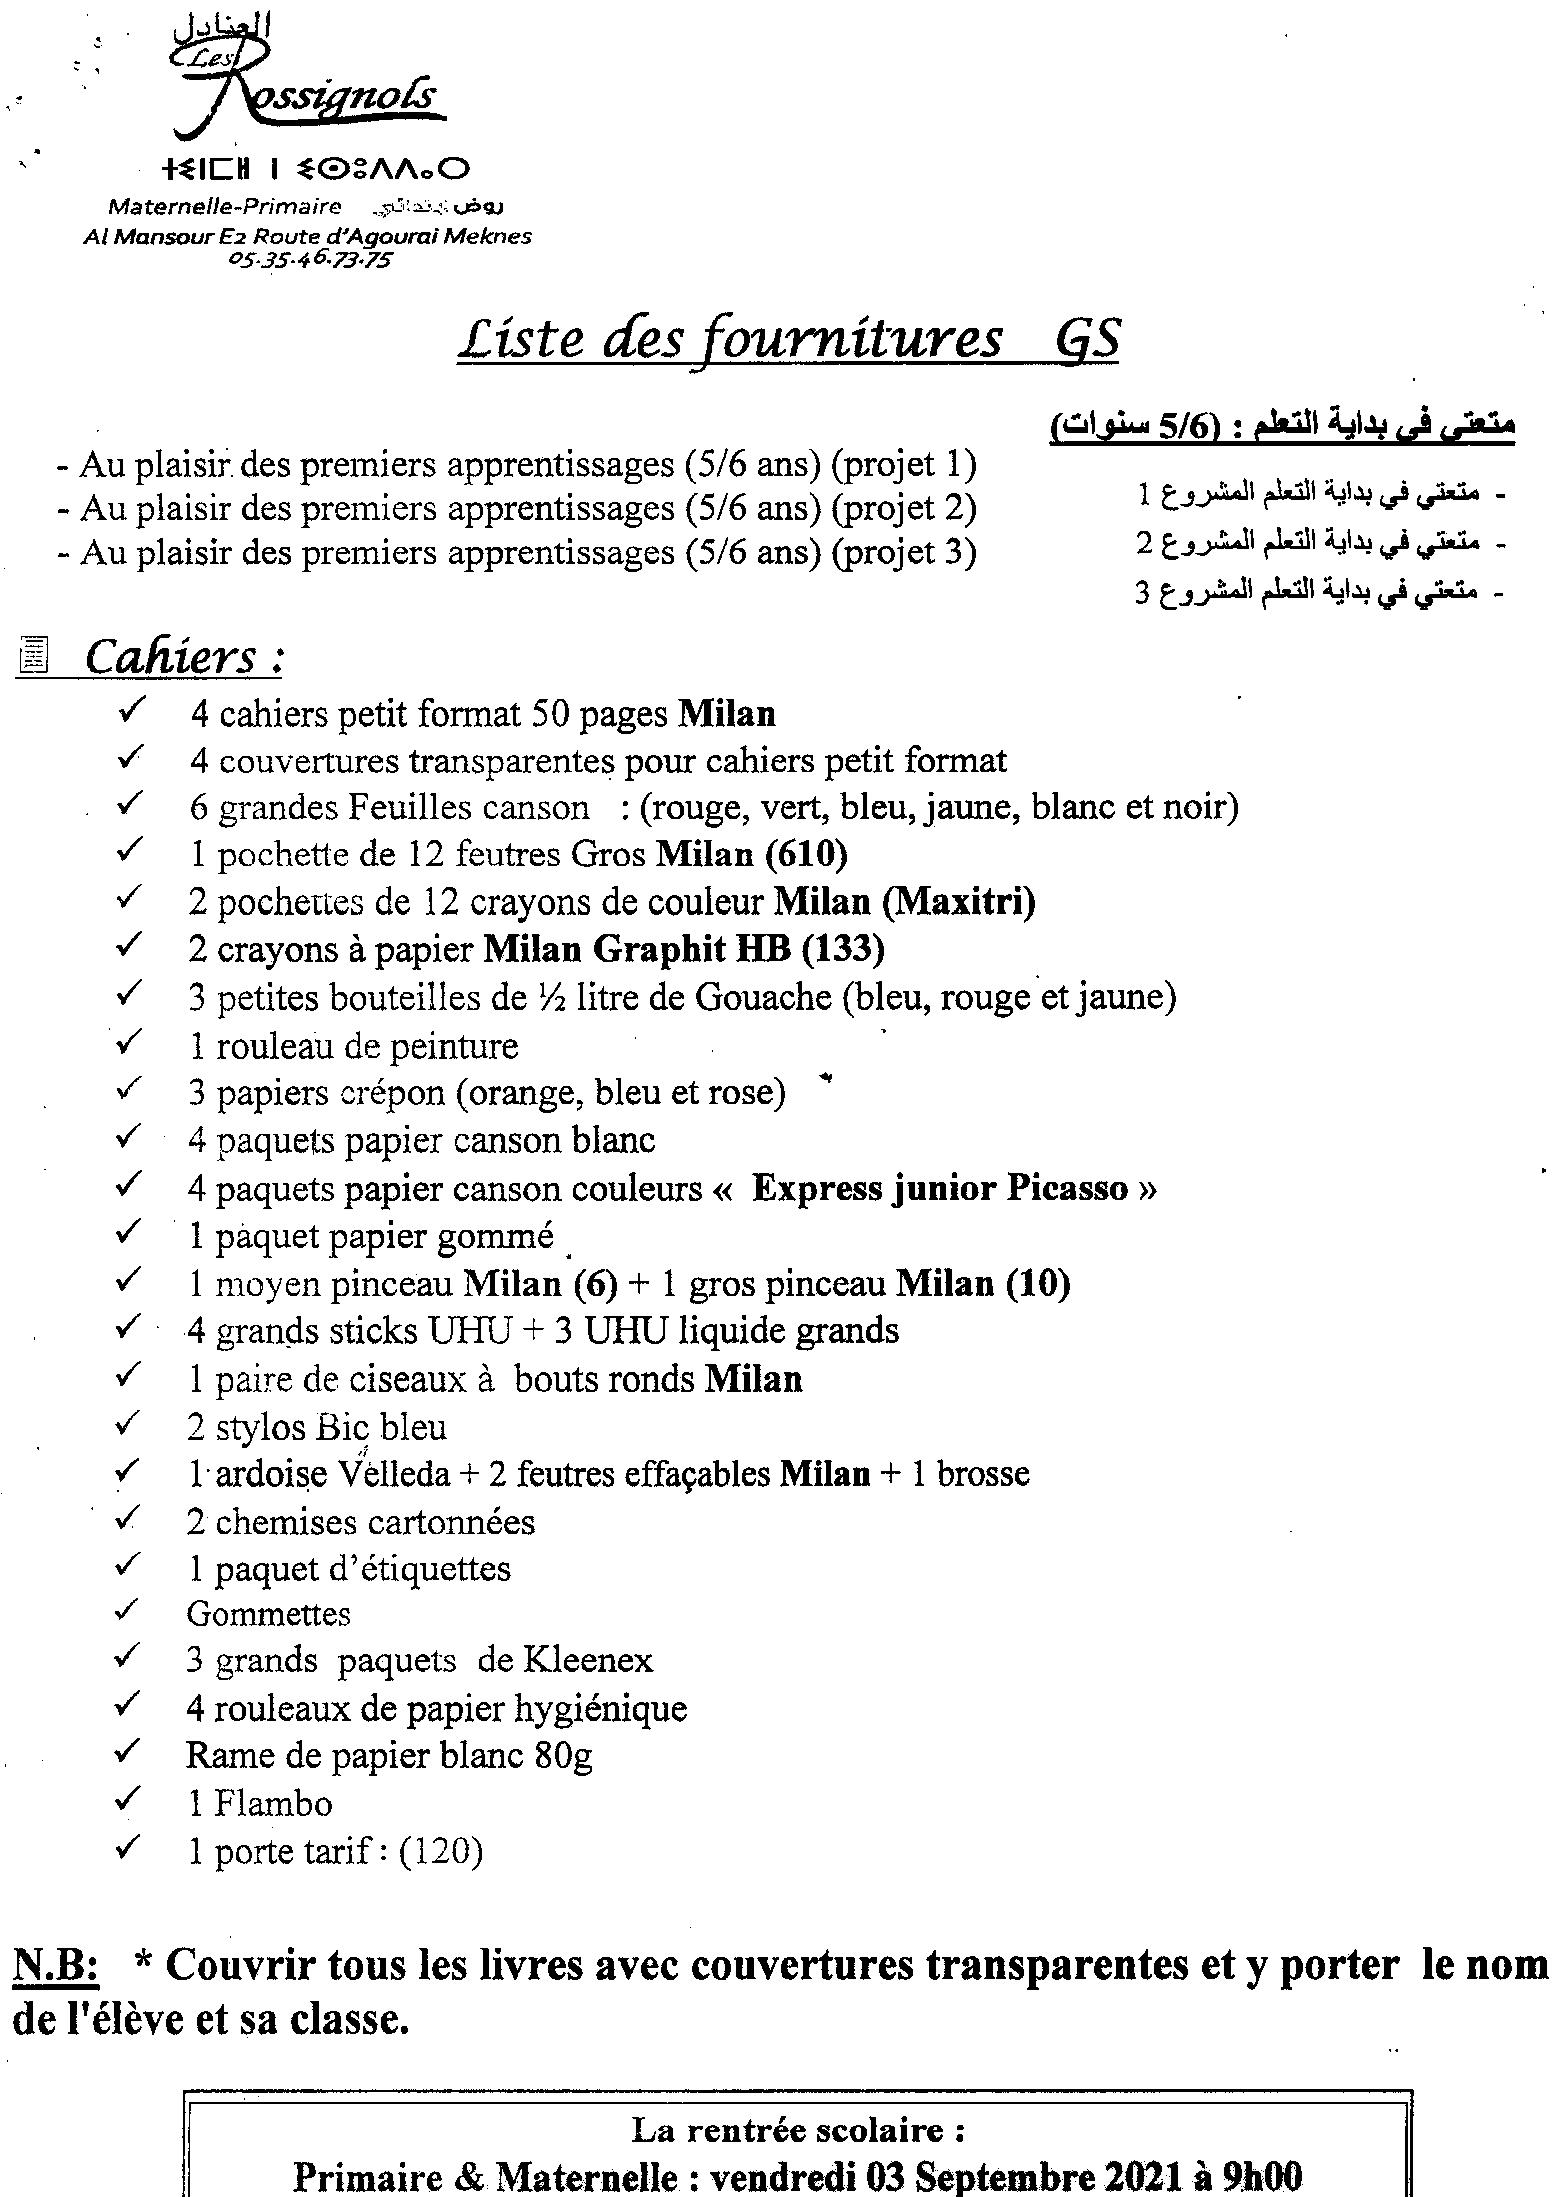 العنادل
Les
Rossignols
ⵜⵉⵏⵎⵍ ⵏ ⵉⵙⵓⴷⴷⴰⵔ
Maternelle-Primaire روض
Al Mansour E2 Route d'Agourai Meknes
05.35.46.73.75
Liste des fournitures GS
متعتي في بداية التعلم : (5/6 سنوات)
- Au plaisir des premiers apprentissages (5/6 ans) (projet 1)
- Au plaisir des premiers apprentissages (5/6 ans) (projet 2)
- Au plaisir des premiers apprentissages (5/6 ans) (projet 3)
- متعتي في بداية التعلم المشروع 1
- متعتي في بداية التعلم المشروع 2
- متعتي في بداية التعلم المشروع 3
Cahiers :
✓ 4 cahiers petit format 50 pages Milan
✓ 4 couvertures transparentes pour cahiers petit format
✓ 6 grandes Feuilles canson : (rouge, vert, bleu, jaune, blanc et noir)
✓ 1 pochette de 12 feutres Gros Milan (610)
✓ 2 pochettes de 12 crayons de couleur Milan (Maxitri)
✓ 2 crayons à papier Milan Graphit HB (133)
✓ 3 petites bouteilles de ½ litre de Gouache (bleu, rouge et jaune)
✓ 1 rouleau de peinture
✓ 3 papiers crépon (orange, bleu et rose)
✓ 4 paquets papier canson blanc
✓ 4 paquets papier canson couleurs « Express junior Picasso »
✓ 1 paquet papier gommé
✓ 1 moyen pinceau Milan (6) + 1 gros pinceau Milan (10)
✓ 4 grands sticks UHU + 3 UHU liquide grands
✓ 1 paire de ciseaux à bouts ronds Milan
✓ 2 stylos Bic bleu
✓ 1 ardoise Velleda + 2 feutres effaçables Milan + 1 brosse
✓ 2 chemises cartonnées
✓ 1 paquet d'étiquettes
✓ Gommettes
✓ 3 grands paquets de Kleenex
✓ 4 rouleaux de papier hygiénique
✓ Rame de papier blanc 80g
✓ 1 Flambo
✓ 1 porte tarif : (120)
N.B: * Couvrir tous les livres avec couvertures transparentes et y porter le nom
de l'élève et sa classe.
La rentrée scolaire :
Primaire & Maternelle : vendredi 03 Septembre 2021 à 9h00